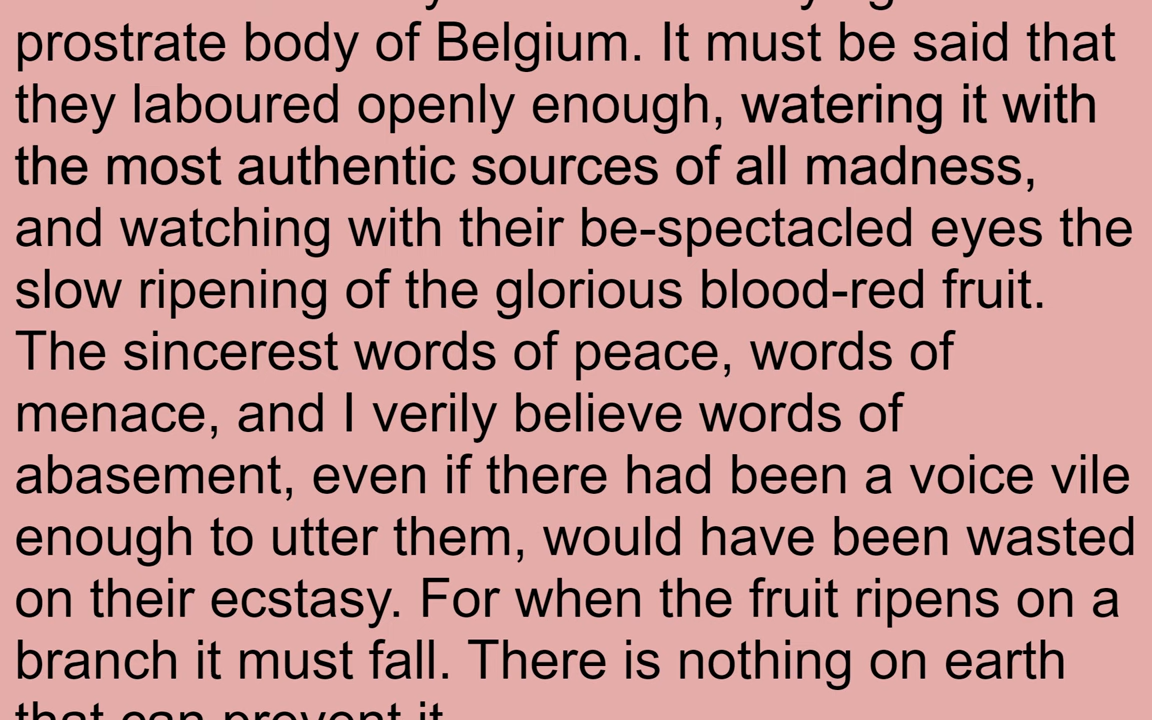 prostrate body of Belgium. It must be said that
they laboured openly enough, watering it with
the most authentic sources of all madness,
and watching with their be-spectacled eyes the
slow ripening of the glorious blood-red fruit.
The sincerest words of peace, words of
menace, and I verily believe words of
abasement, even if there had been a voice vile
enough to utter them, would have been wasted
on their ecstasy. For when the fruit ripens on a
branch it must fall. There is nothing on earth
that can prevent it.